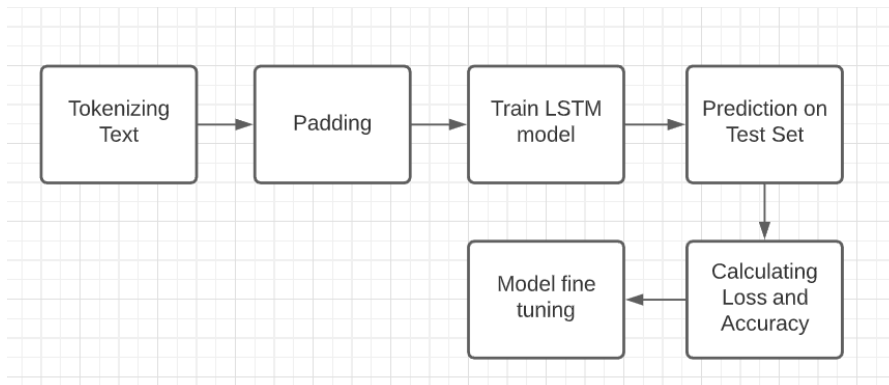 Tokenizing
Text
Padding
Train LSTM
model
Prediction on
Test Set
Calculating
Loss and
Accuracy
Model fine
tuning